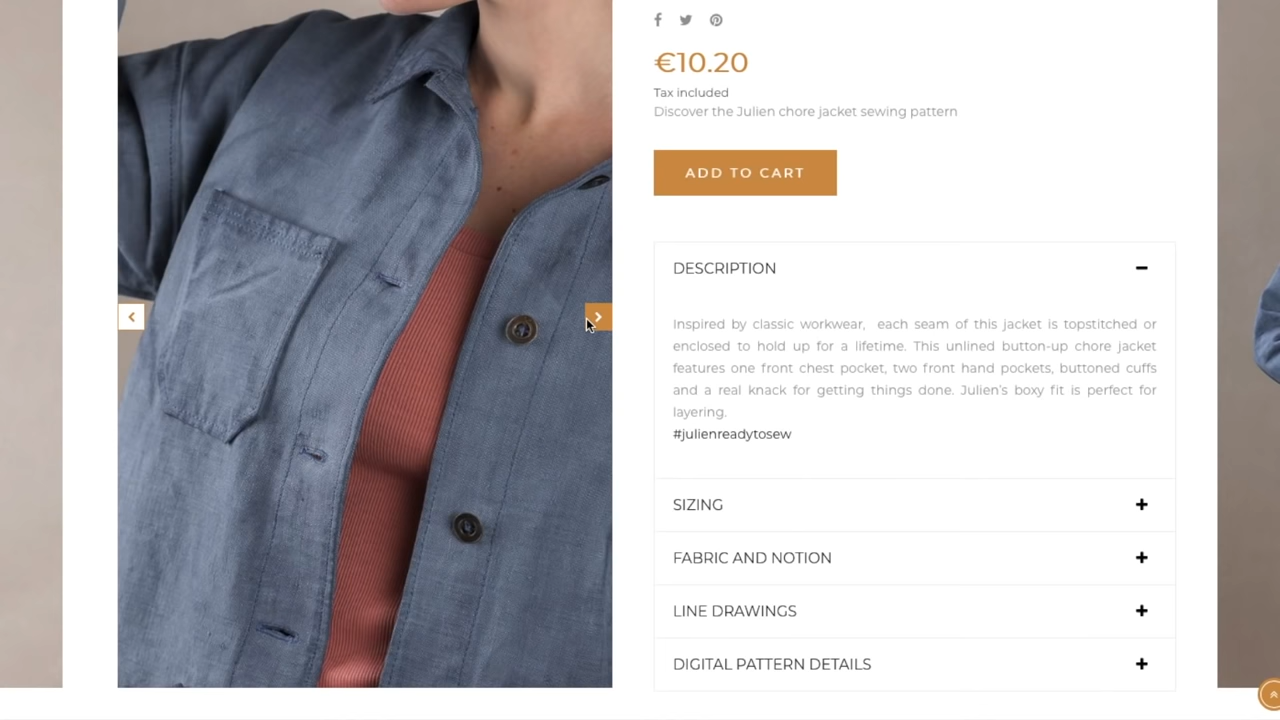 €10.20
Tax included
Discover the Julien chore jacket sewing pattern
ADD TO CART
DESCRIPTION
Inspired by classic workwear, each seam of this jacket is topstitched or
enclosed to hold up for a lifetime. This unlined button-up chore jacket
features one front chest pocket, two front hand pockets, buttoned cuffs
and a real knack for getting things done. Julien's boxy fit is perfect for
layering.
#julienreadytosew
SIZING
FABRIC AND NOTION
LINE DRAWINGS
DIGITAL PATTERN DETAILS